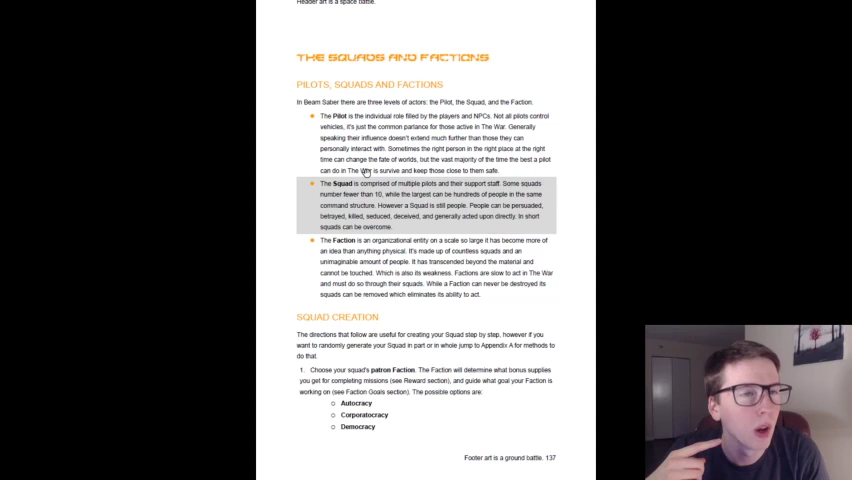 Header art is a space battle.
THE SQUADS AND FACTIONS
PILOTS, SQUADS AND FACTIONS
In Beam Saber there are three levels of actors: the Pilot, the Squad, and the Faction.
The Pilot is the individual role filled by the players and NPCs. Not all pilots control
vehicles, it's just the common parlance for those active in The War. Generally
speaking their influence doesn't extend much further than those they can
personally interact with. Sometimes the right person in the right place at the right
time can change the fate of worlds, but the vast majority of the time the best a pilot
can do in The War is survive and keep those close to them safe.
The Squad is comprised of multiple pilots and their support staff. Some squads
number fewer than 10, while the largest can be hundreds of people in the same
command structure. However a Squad is still people. People can be persuaded,
betrayed, killed, seduced, deceived, and generally acted upon directly. In short
squads can be overcome.
The Faction is an organizational entity on a scale so large it has become more of
an idea than anything physical. It's made up of countless squads and an
unimaginable amount of people. It has transcended beyond the material and
cannot be touched. Which is also its weakness. Factions are slow to act in The War
and must do so through their squads. While a Faction can never be destroyed its
squads can be removed which eliminates its ability to act.
SQUAD CREATION
The directions that follow are useful for creating your Squad step by step, however if you
want to randomly generate your Squad in part or in whole jump to Appendix A for methods to
do that.
1. Choose your squad's patron Faction. The Faction will determine what bonus supplies
you get for completing missions (see Reward section), and guide what goal your Faction is
working on (see Faction Goals section). The possible options are:
Autocracy
Corporatocracy
Democracy
Footer art is a ground battle. 137